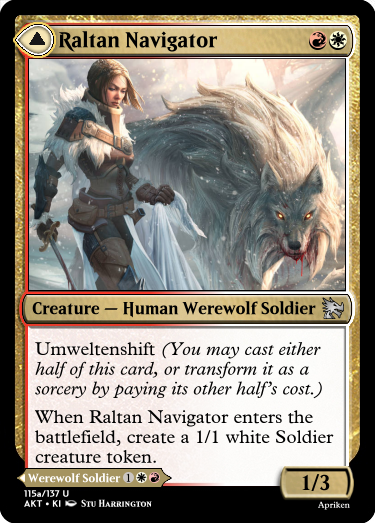 Raltan Navigator
Creature — Human Werewolf Soldier
Umweltenshift (You may cast either
half of this card, or transform it as a
sorcery by paying its other half's cost.)
When Raltan Navigator enters the
battlefield, create a 1/1 white Soldier
creature token.
Werewolf Soldier 1
1/3
115a/137 U
AKT • KI Stu Harrington
Apriken